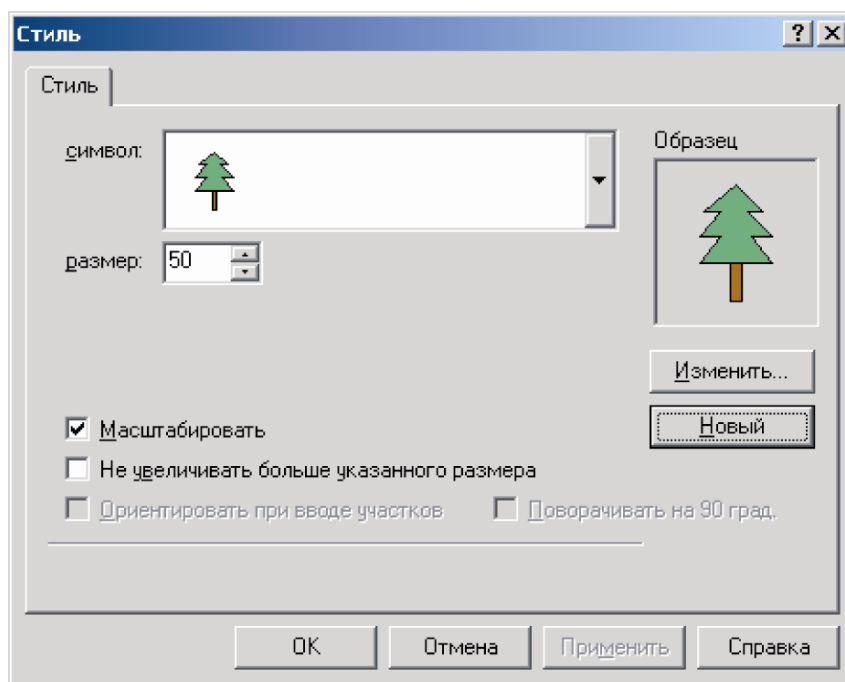 Стиль
Стиль
символ:
Образец
размер: 50
Изменить...
Масштабировать
Новый
Не увеличивать больше указанного размера
Ориентировать при вводе участков Поворачивать на 90 град.
ОК Отмена Применить Справка